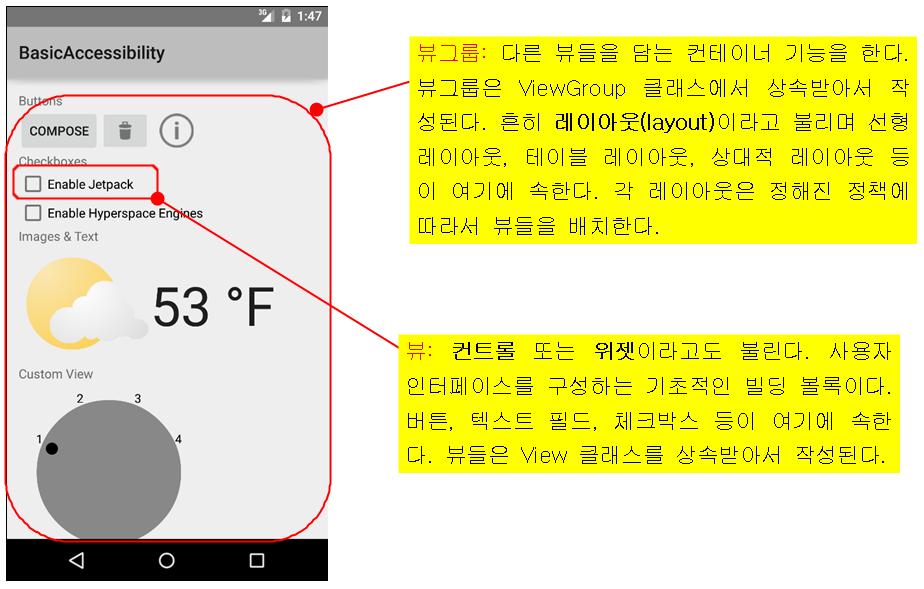 3G 1:47
BasicAccessibility
Buttons
COMPOSE
Checkboxes
Enable Jetpack
Enable Hyperspace Engines
Images & Text
53 °F
Custom View
1
2
3
4
뷰그룹: 다른 뷰들을 담는 컨테이너 기능을 한다.
뷰그룹은 ViewGroup 클래스에서 상속받아서 작
성된다. 흔히 레이아웃(layout)이라고 불리며 선형
레이아웃, 테이블 레이아웃, 상대적 레이아웃 등
이 여기에 속한다. 각 레이아웃은 정해진 정책에
따라서 뷰들을 배치한다.
뷰: 컨트롤 또는 위젯이라고도 불린다. 사용자
인터페이스를 구성하는 기초적인 빌딩 볼록이다.
버튼, 텍스트 필드, 체크박스 등이 여기에 속한
다. 뷰들은 View 클래스를 상속받아서 작성된다.